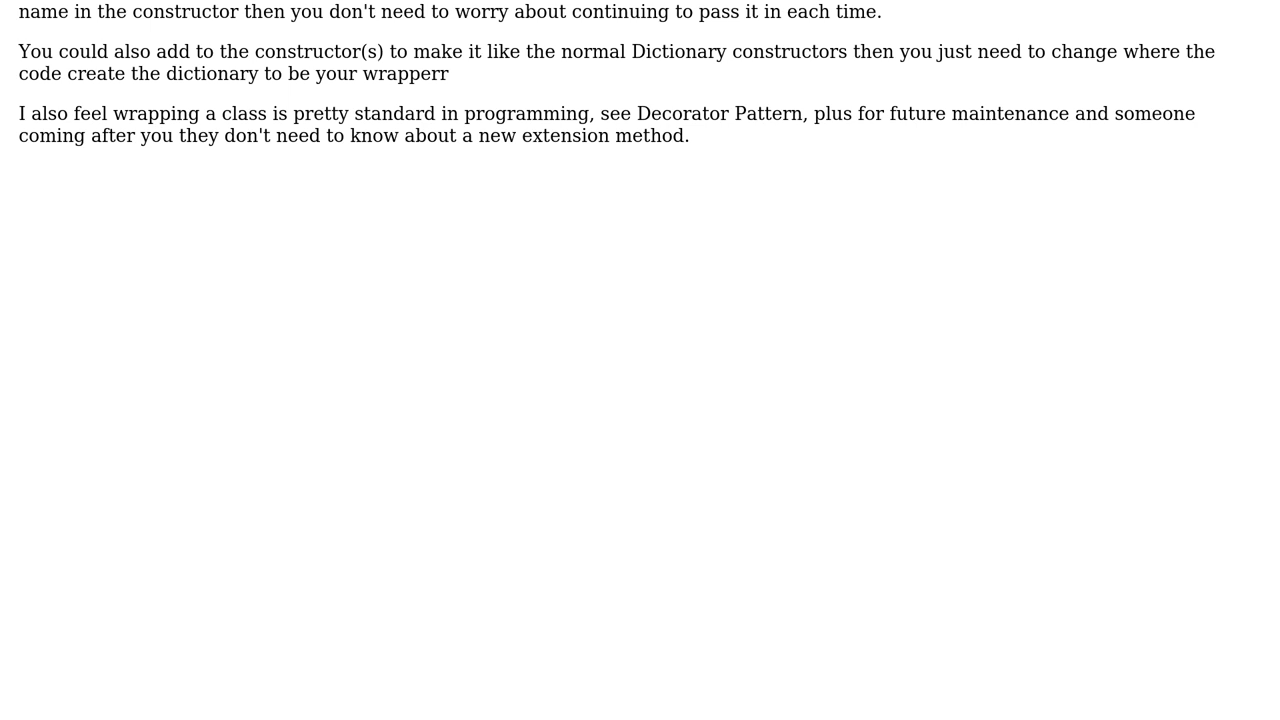 name in the constructor then you don't need to worry about continuing to pass it in each time.
You could also add to the constructor(s) to make it like the normal Dictionary constructors then you just need to change where the
code create the dictionary to be your wrapperr
I also feel wrapping a class is pretty standard in programming, see Decorator Pattern, plus for future maintenance and someone
coming after you they don't need to know about a new extension method.